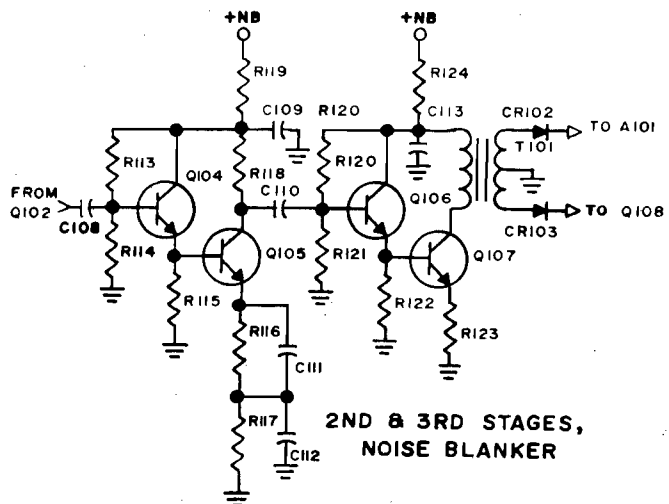 +NB
+NB
R119
R124
C109
R120
C113
CR102
TO A101
T101
R113
Q104
R118
R120
C110
FROM
Q102
C108
Q106
TO Q108
CR103
R114
Q105
R121
Q107
R115
R122
R116
R123
C111
R117
C112
2ND & 3RD STAGES,
NOISE BLANKER